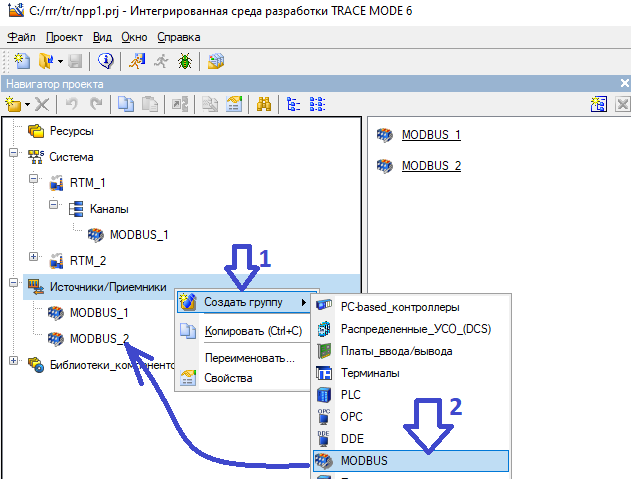 C:/rrr/tr/npp1.prj - Интегрированная среда разработки TRACE MODE 6
Файл Проект Вид Окно Справка
Навигатор проекта
Ресурсы
Система
RTM_1
Каналы
MODBUS_1
RTM_2
Источники/Приемники
MODBUS_1
MODBUS_2
Библиотеки_компоненто
MODBUS_1
MODBUS_2
1
Создать группу
Копировать (Ctrl+C)
Переименовать...
Свойства
PC-based_контроллеры
Распределенные_УСО_(DCS)
Платы_ввода/вывода
Терминалы
PLC
OPC
OPC
DDE
DDE
2
MODBUS